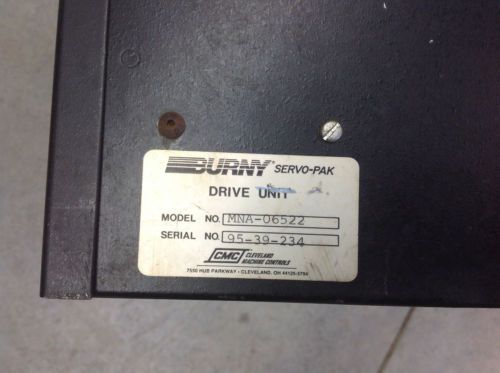 BURNY SERVO-PAK
DRIVE UNIT
MODEL NO. MNA-06522
SERIAL NO. 95-39-234
CMC CLEVELAND
MACHINE CONTROLS
7550 HUB PARKWAY • CLEVELAND, OH 44125-5794